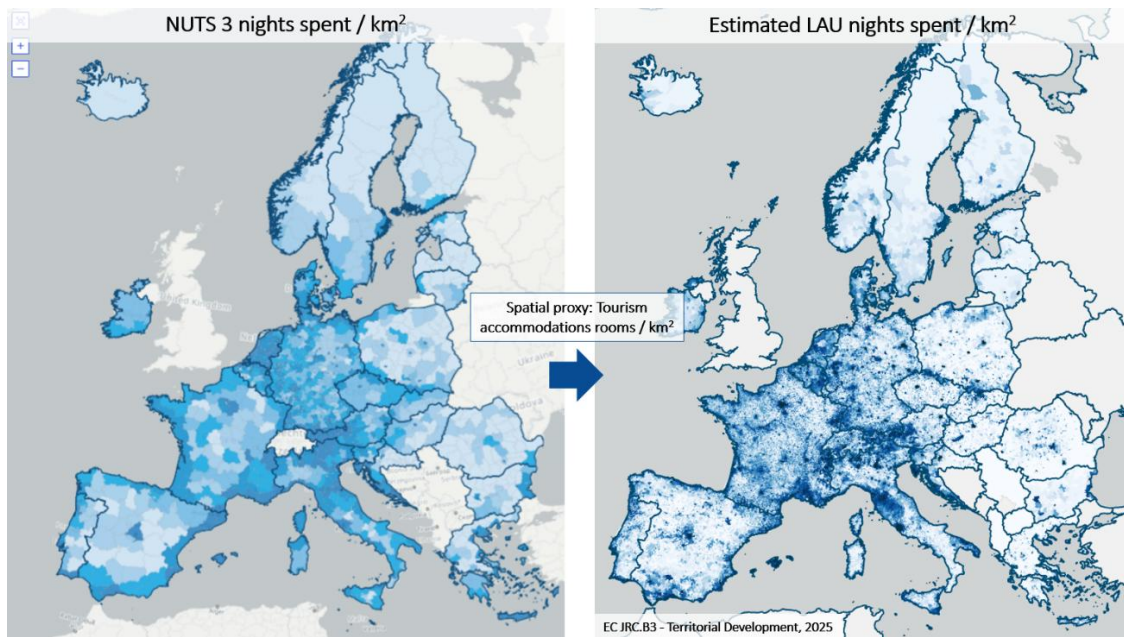 NUTS 3 nights spent / km²
Estimated LAU nights spent / km²
+
−
Spatial proxy: Tourism
accommodations rooms / km²
Ukraine
EC JRC.B3 - Territorial Development, 2025